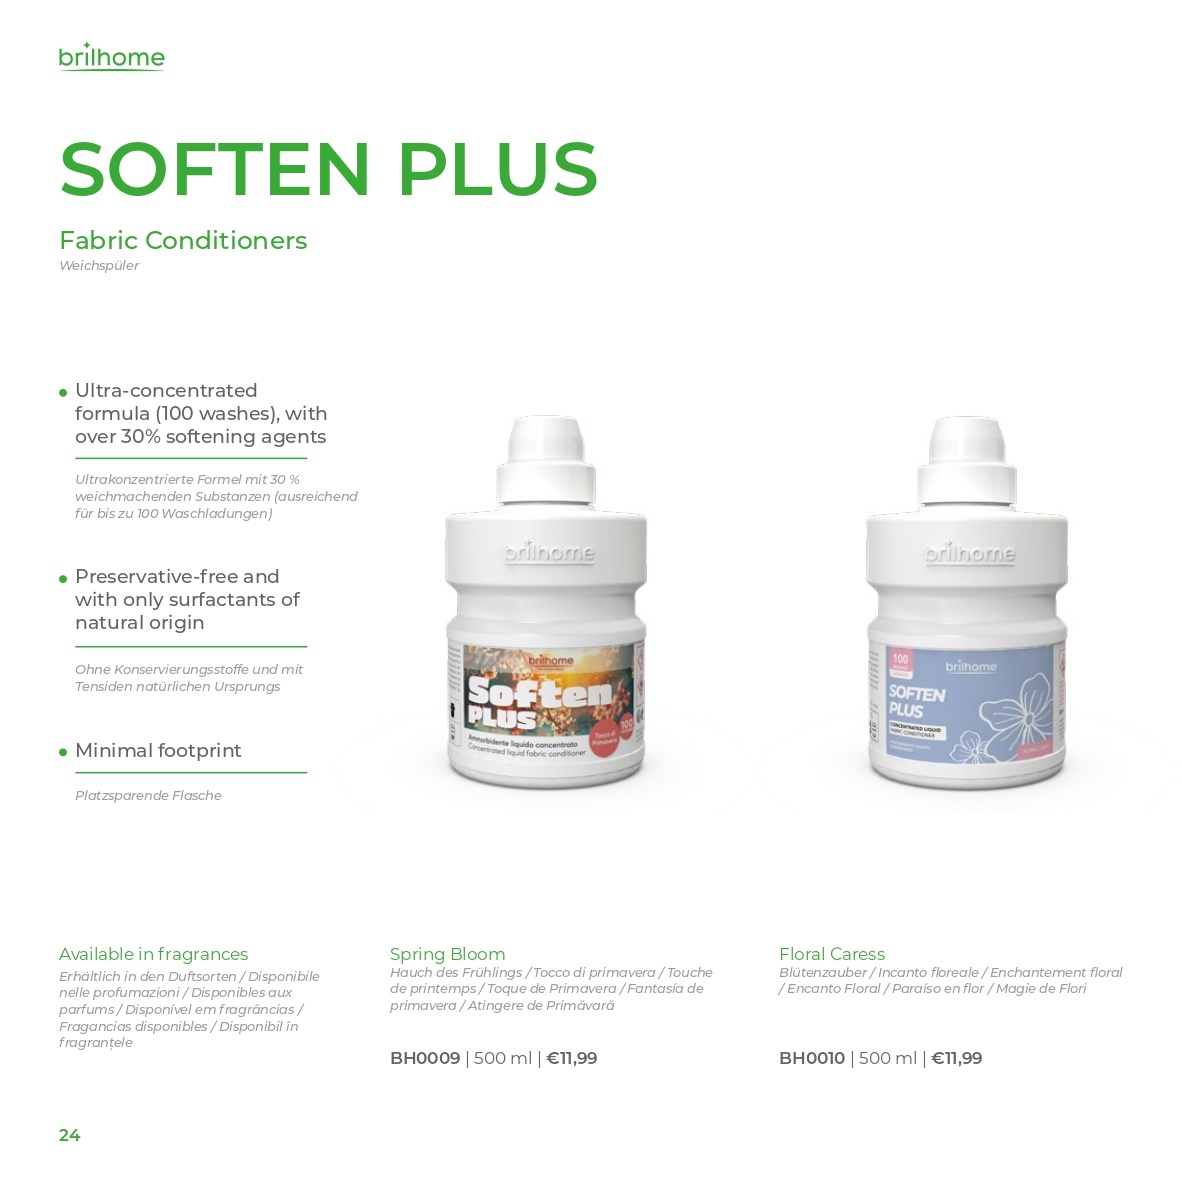 brilhome
SOFTEN PLUS
Fabric Conditioners
Weichspüler
Ultra-concentrated
formula (100 washes), with
over 30% softening agents
Ultrakonzentrierte Formel mit 30 %
weichmachenden Substanzen (ausreichend
für bis zu 100 Waschladungen)
Preservative-free and
with only surfactants of
natural origin
Ohne Konservierungsstoffe und mit
Tensiden natürlichen Ursprungs
Minimal footprint
Platzsparende Flasche
brilhome
brilhome
Soften
PLUS
Ammorbidente liquido concentrato
Concentrated liquid fabric conditioner
Tocco di
Primavera
100
brilhome
100
brilhome
SOFTEN
PLUS
CONCENTRATED LIQUID
FABRIC CONDITIONER
Available in fragrances
Erhältlich in den Duftsorten / Disponibile
nelle profumazioni / Disponibles aux
parfums / Disponível em fragrâncias /
Fragancias disponibles / Disponibil în
fragranțele
Spring Bloom
Hauch des Frühlings / Tocco di primavera / Touche
de printemps / Toque de Primavera / Fantasía de
primavera / Atingere de Primăvară
BH0009 | 500 ml | €11,99
Floral Caress
Blütenzauber / Incanto floreale / Enchantement floral
/ Encanto Floral / Paraíso en flor / Magie de Flori
BH0010 | 500 ml | €11,99
24